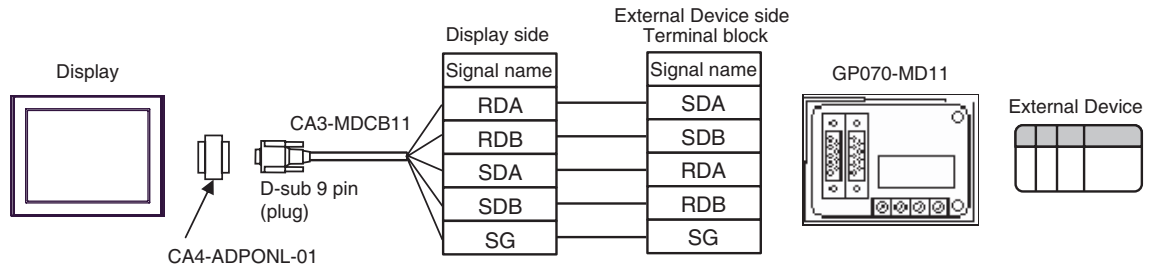 External Device side
Display side
Terminal block
Display
Signal name
Signal name
GP070-MD11
External Device
RDA
SDA
CA3-MDCB11
RDB
SDB
SDA
RDA
D-sub 9 pin
(plug)
SDB
RDB
SG
SG
CA4-ADPONL-01